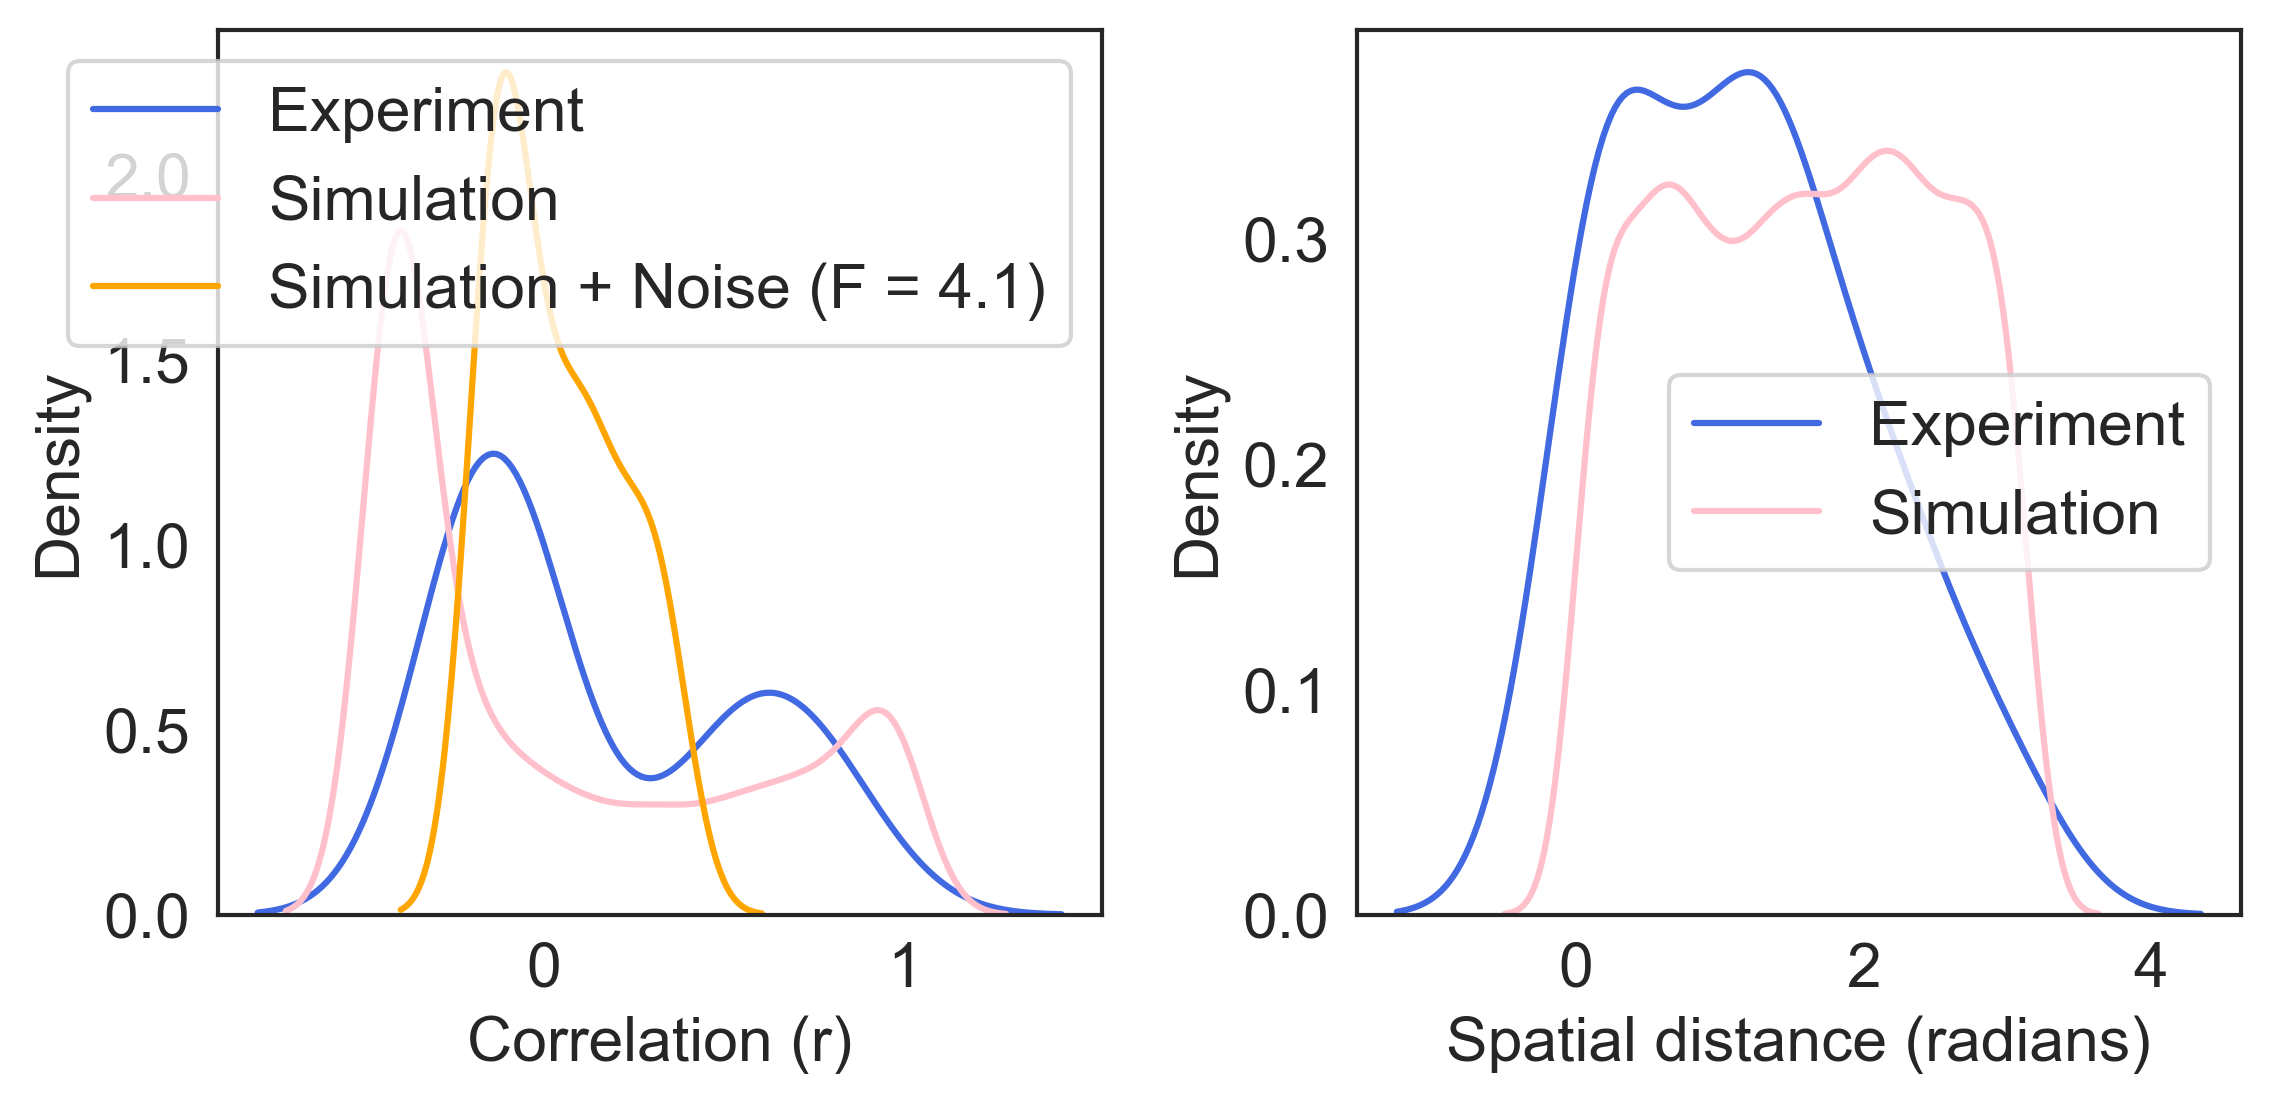 Experiment
Simulation
Simulation + Noise (F = 4.1)
2.0
1.5
1.0
0.5
0.0
Density
0 1
Correlation (r)
Experiment
Simulation
0.3
0.2
0.1
0.0
Density
0 2 4
Spatial distance (radians)